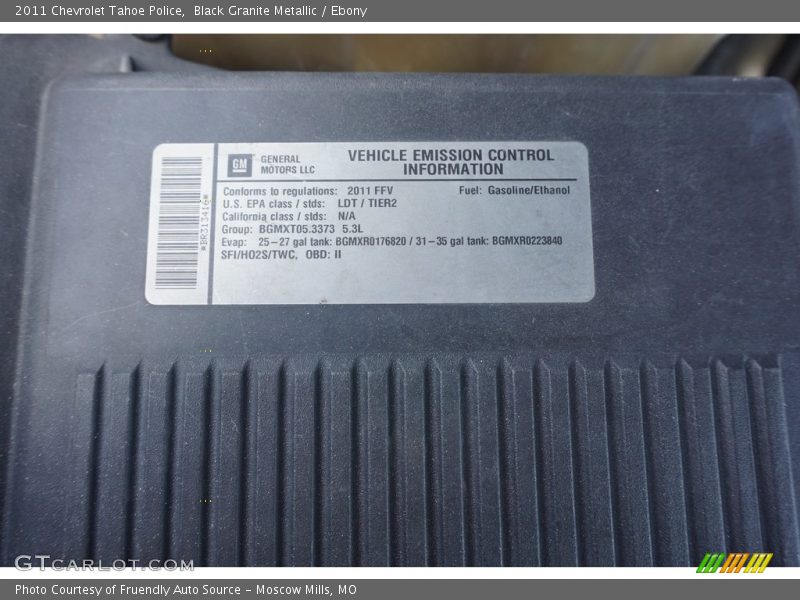 2011 Chevrolet Tahoe Police, Black Granite Metallic / Ebony
GM GENERAL MOTORS LLC
VEHICLE EMISSION CONTROL
INFORMATION
Conforms to regulations: 2011 FFV Fuel: Gasoline/Ethanol
U.S. EPA class / stds: LDT / TIER2
California class / stds: N/A
Group: BGMXT05.3373 5.3L
Evap: 25-27 gal tank: BGMXR0176820 / 31-35 gal tank: BGMXR0223840
SFI/HO2S/TWC, OBD: II
*BR313416*
GTCARLOT.COM
Photo Courtesy of Fruendly Auto Source - Moscow Mills, MO